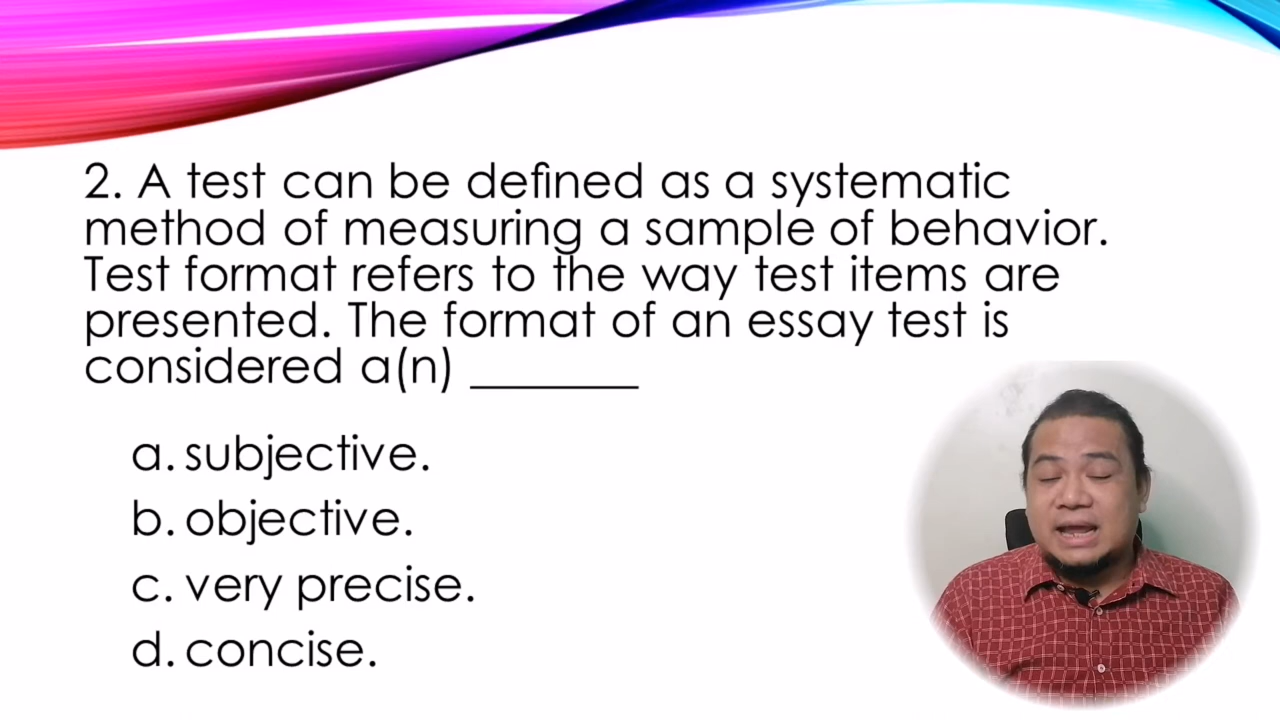 2. A test can be defined as a systematic
method of measuring a sample of behavior.
Test format refers to the way test items are
presented. The format of an essay test is
considered a(n) _______
a. subjective.
b. objective.
c. very precise.
d. concise.